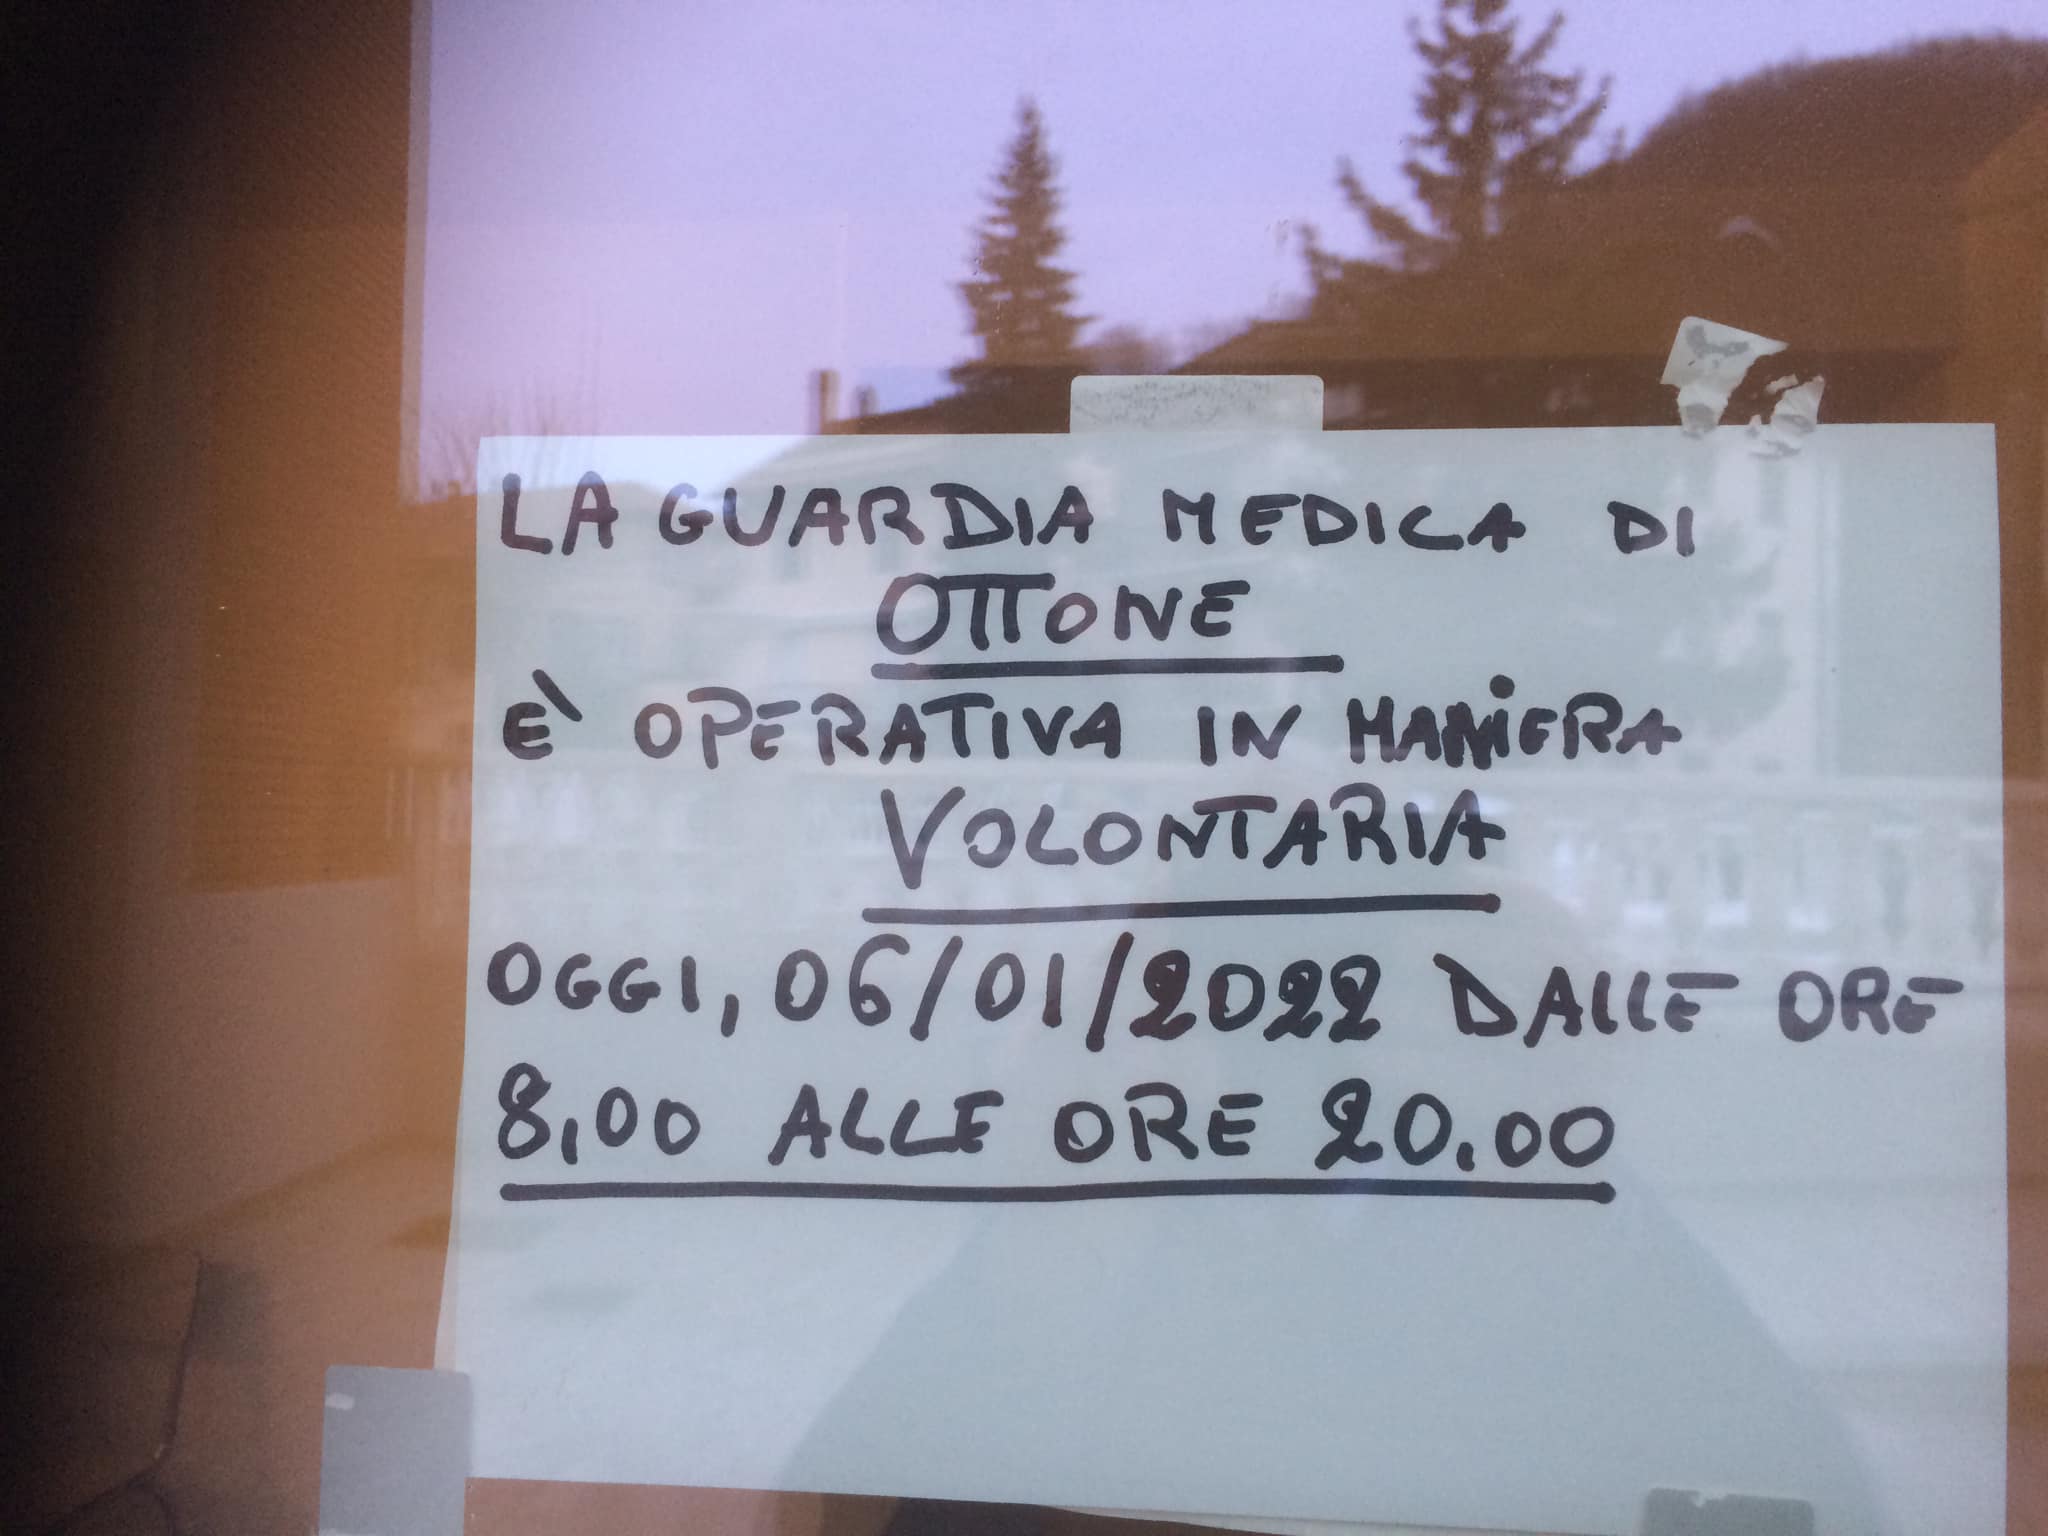 LA GUARDIA MEDICA DI
OTTONE
E' OPERATIVA IN MANIERA
VOLONTARIA
OGGI, 06/01/2022 DALLE ORE
8,00 ALLE ORE 20.00